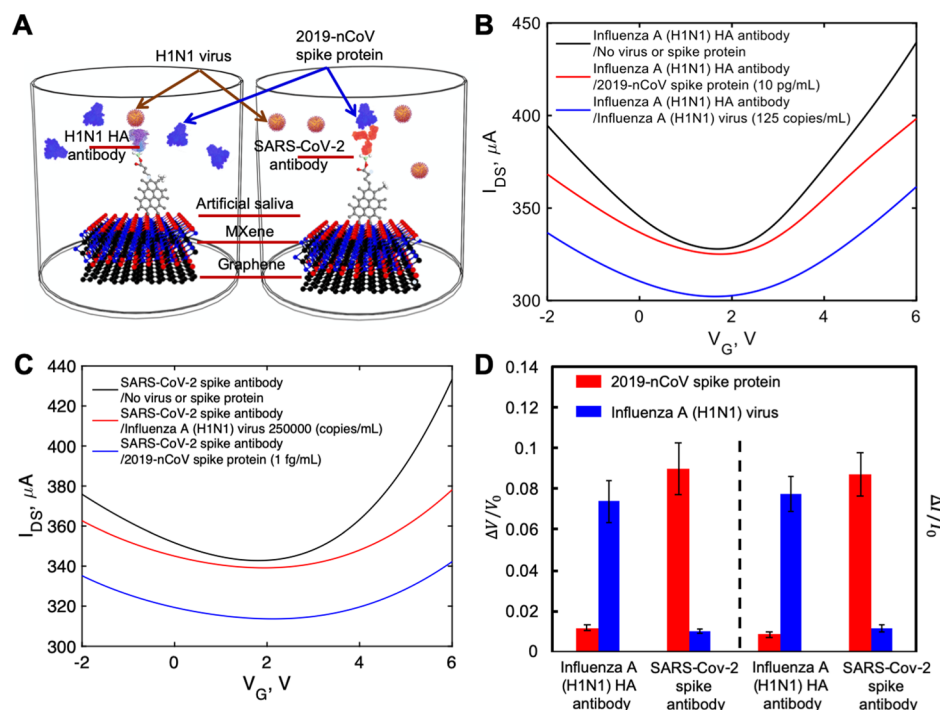 A
H1N1 virus
2019-nCoV
spike protein
H1N1 HA
antibody
SARS-CoV-2
antibody
Artificial saliva
MXene
Graphene
B
450
400
350
300
I_DS, μA
Influenza A (H1N1) HA antibody
/No virus or spike protein
Influenza A (H1N1) HA antibody
/2019-nCoV spike protein (10 pg/mL)
Influenza A (H1N1) HA antibody
/Influenza A (H1N1) virus (125 copies/mL)
-2 0 2 4 6
V_G, V
C
440
420
400
380
360
340
320
300
I_DS, μA
SARS-CoV-2 spike antibody
/No virus or spike protein
SARS-CoV-2 spike antibody
/Influenza A (H1N1) virus 250000 (copies/mL)
SARS-CoV-2 spike antibody
/2019-nCoV spike protein (1 fg/mL)
-2 0 2 4 6
V_G, V
D
0.14
0.12
0.1
0.08
0.06
0.04
0.02
0
ΔV/V₀
ΔI/I₀
2019-nCoV spike protein
Influenza A (H1N1) virus
Influenza A
(H1N1) HA
antibody
SARS-Cov-2
spike
antibody
Influenza A
(H1N1) HA
antibody
SARS-CoV-2
spike
antibody